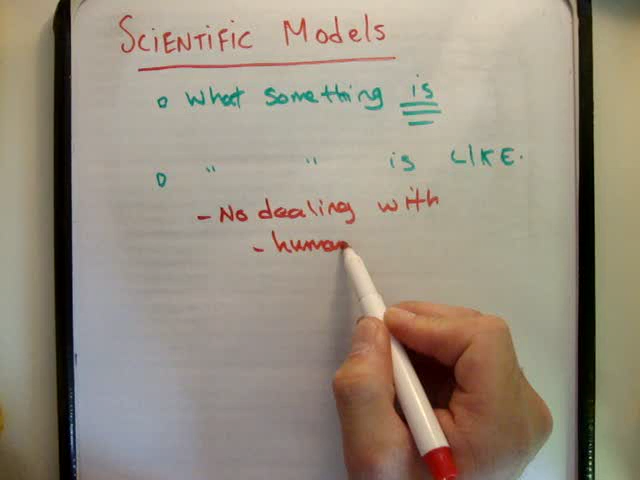 SCIENTIFIC MODELS
o What something is
o " " is LIKE.
- No dealing with
- human